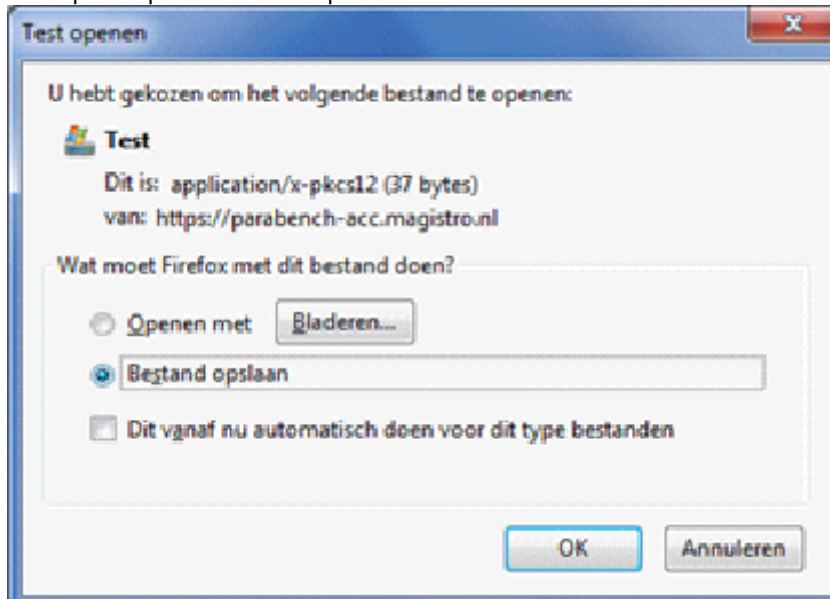 Test openen
U hebt gekozen om het volgende bestand te openen:
Test
Dit is: application/x-pkcs12 (37 bytes)
van: https://parabench-acc.magistro.nl
Wat moet Firefox met dit bestand doen?
Openen met Bladeren...
Bestand opslaan
Dit vanaf nu automatisch doen voor dit type bestanden
OK Annuleren